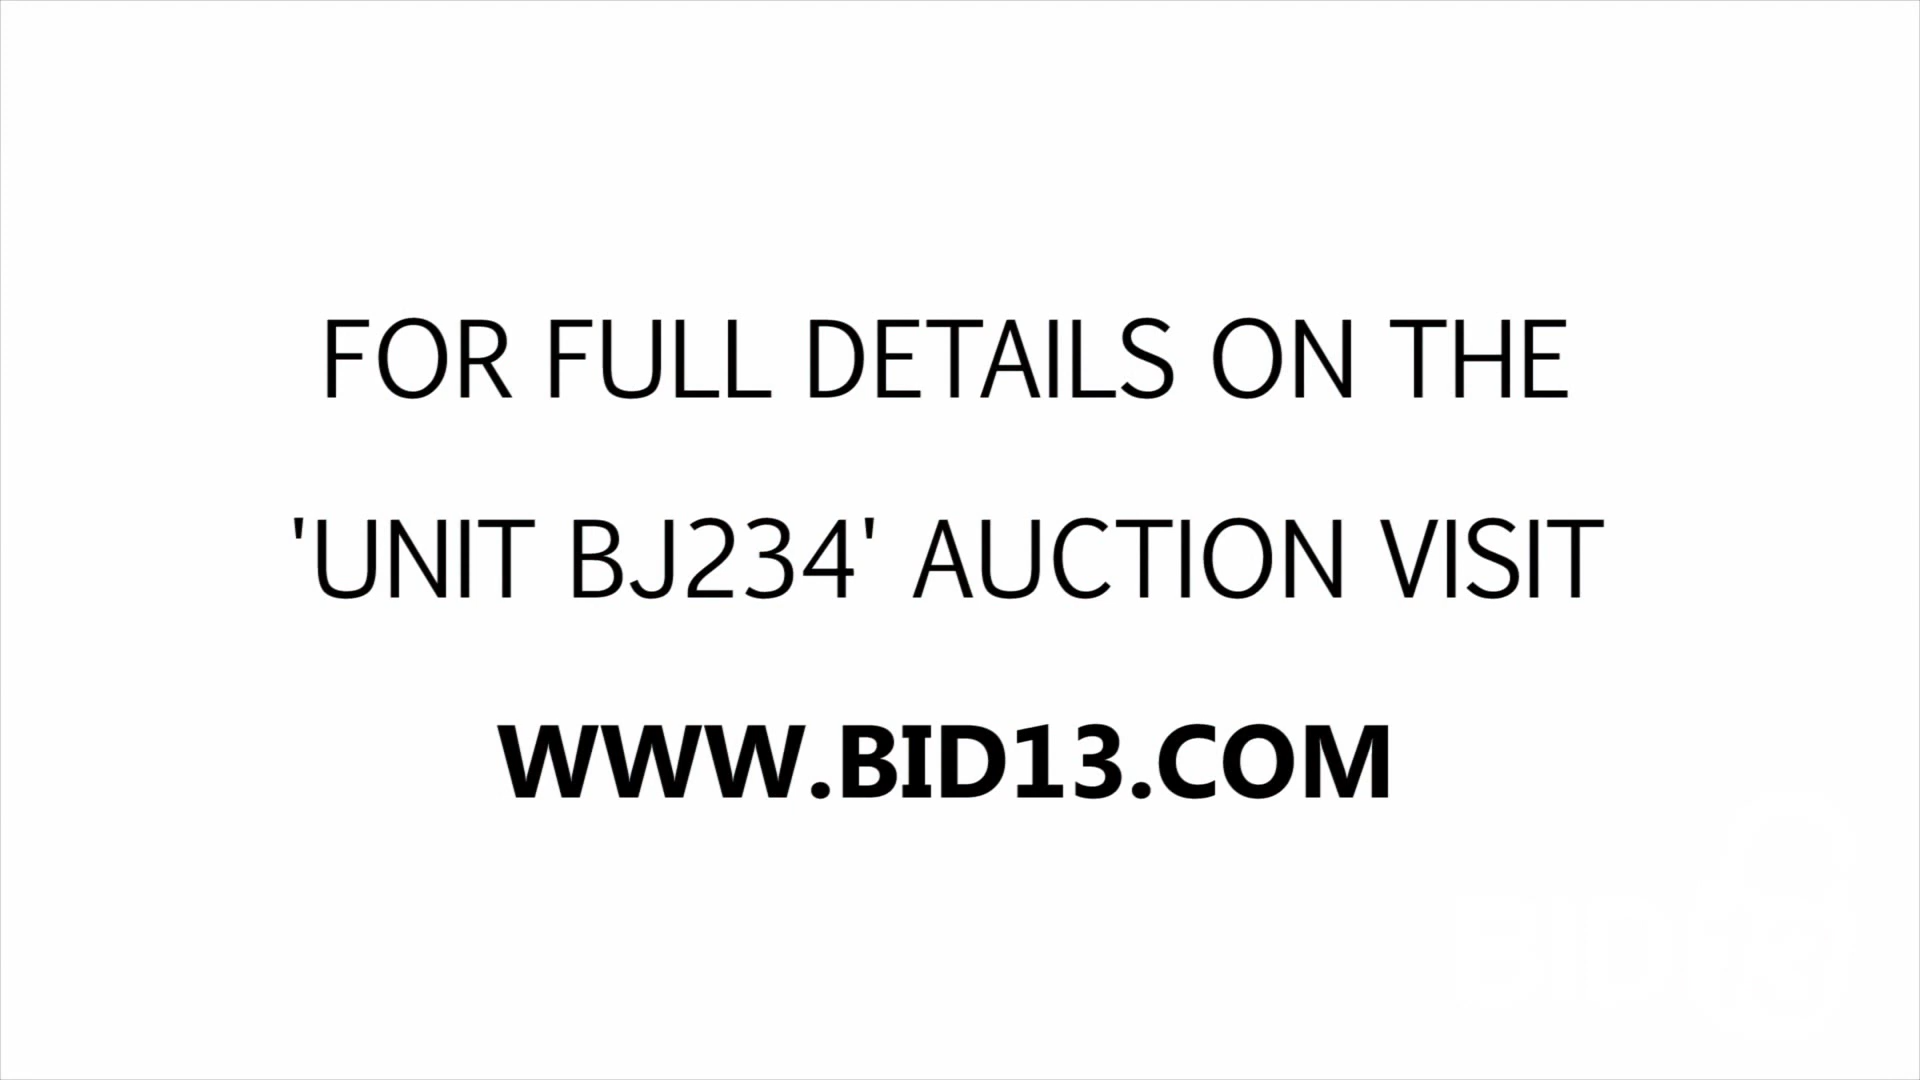 FOR FULL DETAILS ON THE
'UNIT BJ234' AUCTION VISIT
WWW.BID13.COM